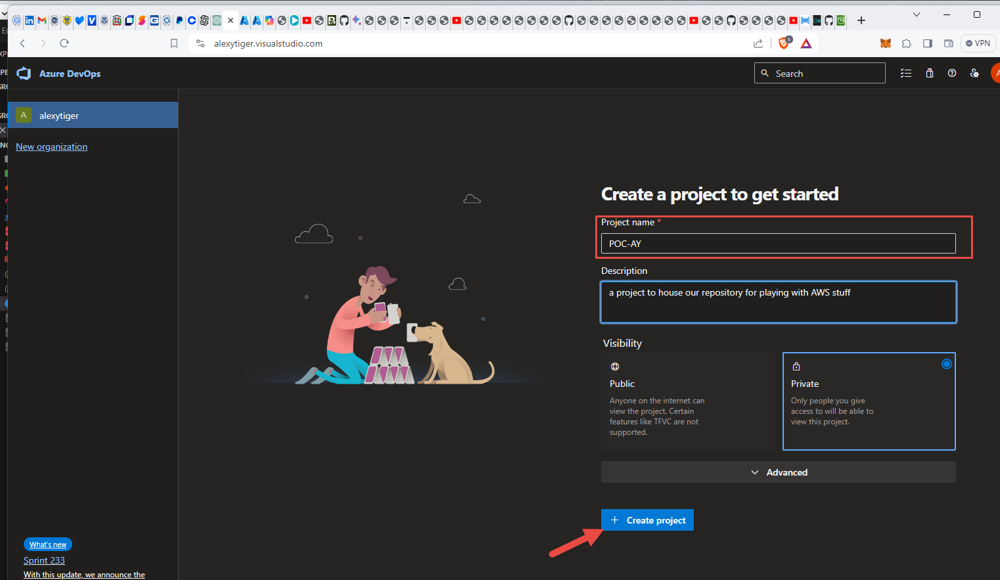 alexytiger.visualstudio.com
1
VPN
Azure DevOps
Search
A
A
alexytiger
New organization
Create a project to get started
Project name *
POC-AY
Description
a project to house our repository for playing with AWS stuff
Visibility
Public
Anyone on the internet can
view the project. Certain
features like TFVC are not
supported.
Private
Only people you give
access to will be able to
view this project.
Advanced
Create project
What's new
Sprint 233
With this update, we announce the